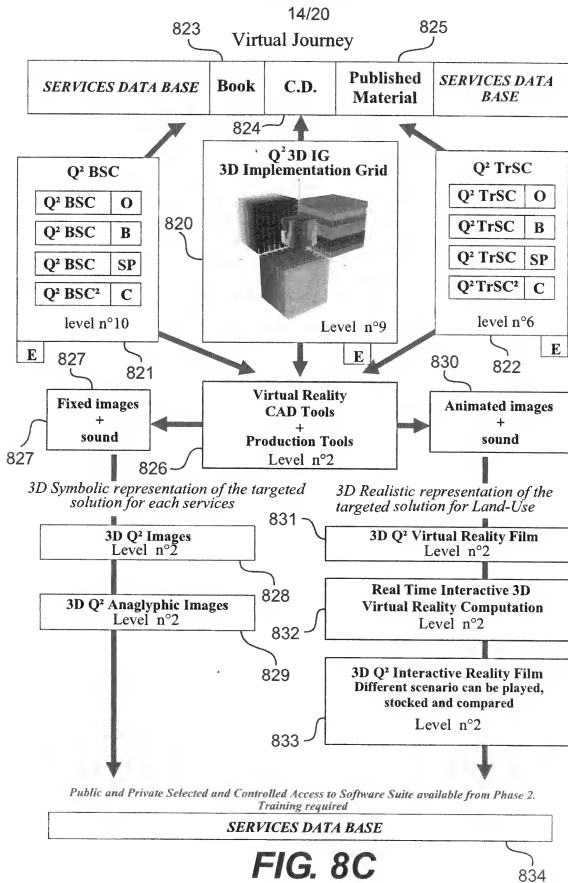 14/20
823
Virtual Journey
825
SERVICES DATA BASE
Book
C.D.
Published
Material
SERVICES DATA
BASE
824
Q² BSC
Q² BSC O
Q² BSC B
Q² BSC SP
Q² BSC² C
level n°10
E
821
Q² 3D IG
3D Implementation Grid
820
Level n°9
E
Q² TrSC
Q² TrSC O
Q²TrSC B
Q² TrSC SP
Q² TrSC² C
level n°6
E
822
827
Fixed images
+
sound
827
Virtual Reality
CAD Tools
+
Production Tools
Level n°2
826
830
Animated images
+
sound
3D Symbolic representation of the targeted
solution for each services
3D Realistic representation of the
targeted solution for Land-Use
831
3D Q² Images
Level n°2
828
3D Q² Anaglyphic Images
Level n°2
829
3D Q² Virtual Reality Film
Level n°2
Real Time Interactive 3D
Virtual Reality Computation
Level n°2
832
3D Q² Interactive Reality Film
Different scenario can be played,
stocked and compared
Level n°2
833
Public and Private Selected and Controlled Access to Software Suite available from Phase 2.
Training required
SERVICES DATA BASE
834
FIG. 8C